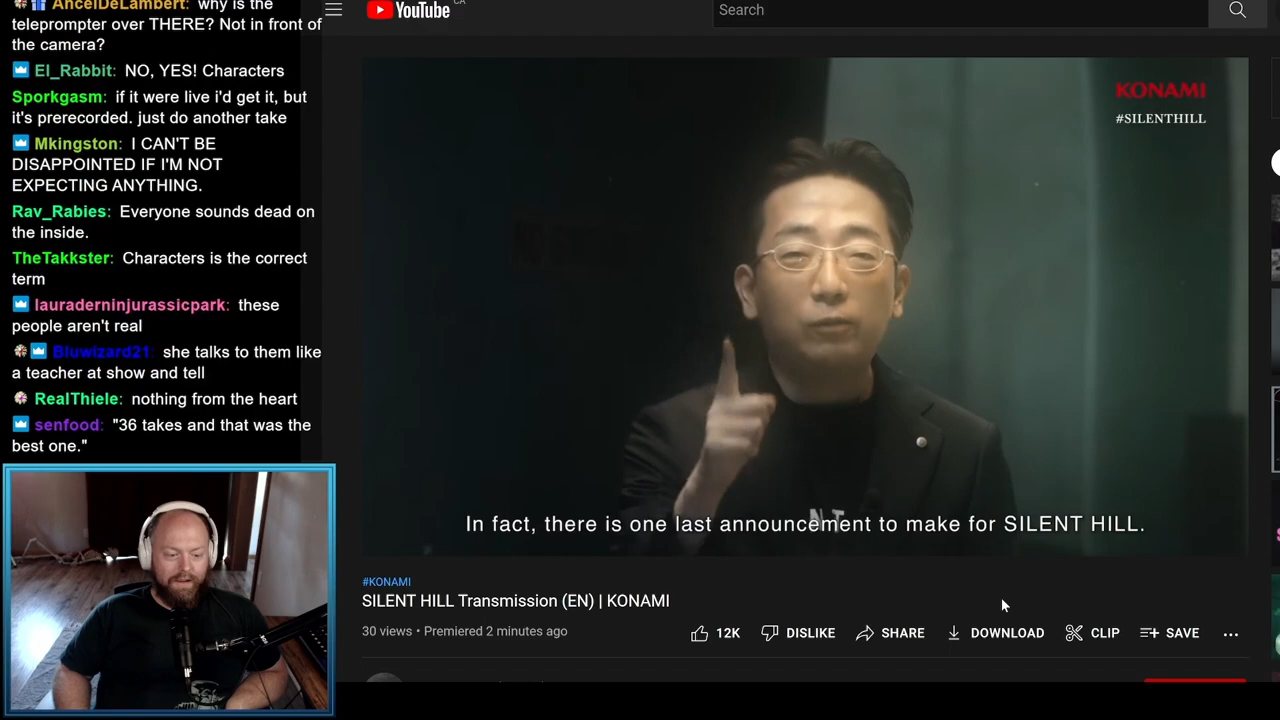 AncelDeLambert: why is the
teleprompter over THERE? Not in front of
the camera?
El_Rabbit: NO, YES! Characters
Sporkgasm: if it were live i'd get it, but
it's prerecorded. just do another take
Mkingston: I CAN'T BE
DISAPPOINTED IF I'M NOT
EXPECTING ANYTHING.
Rav_Rabies: Everyone sounds dead on
the inside.
TheTakkster: Characters is the correct
term
lauraderninjurassicpark: these
people aren't real
Bluwizard21: she talks to them like
a teacher at show and tell
RealThiele: nothing from the heart
senfood: "36 takes and that was the
best one."
YouTube CA
Search
KONAMI
#SILENTHILL
In fact, there is one last announcement to make for SILENT HILL.
#KONAMI
SILENT HILL Transmission (EN) | KONAMI
30 views • Premiered 2 minutes ago
12K DISLIKE SHARE DOWNLOAD CLIP SAVE